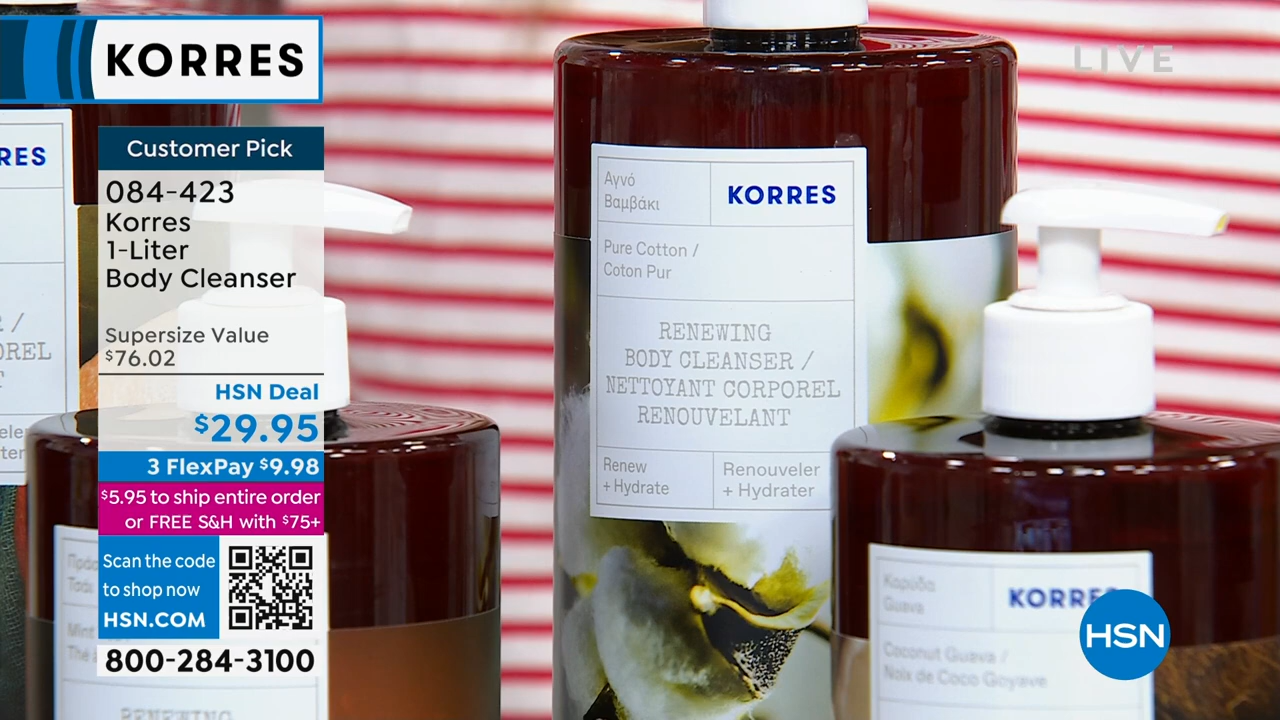 KORRES
Customer Pick
084-423
Korres
1-Liter
Body Cleanser
Supersize Value
$76.02
HSN Deal
$29.95
3 FlexPay $9.98
$5.95 to ship entire order
or FREE S&H with $75+
Scan the code
to shop now
HSN.COM
800-284-3100
LIVE
Αγνό
Βαμβάκι
KORRES
Pure Cotton /
Coton Pur
RENEWING
BODY CLEANSER /
NETTOYANT CORPOREL
RENOUVELANT
Renew
+ Hydrate
Renouveler
+ Hydrater
Καρύδα
Guava
KORRES
Coconut Guava /
Noix de Coco Goyave
HSN
RENEWING